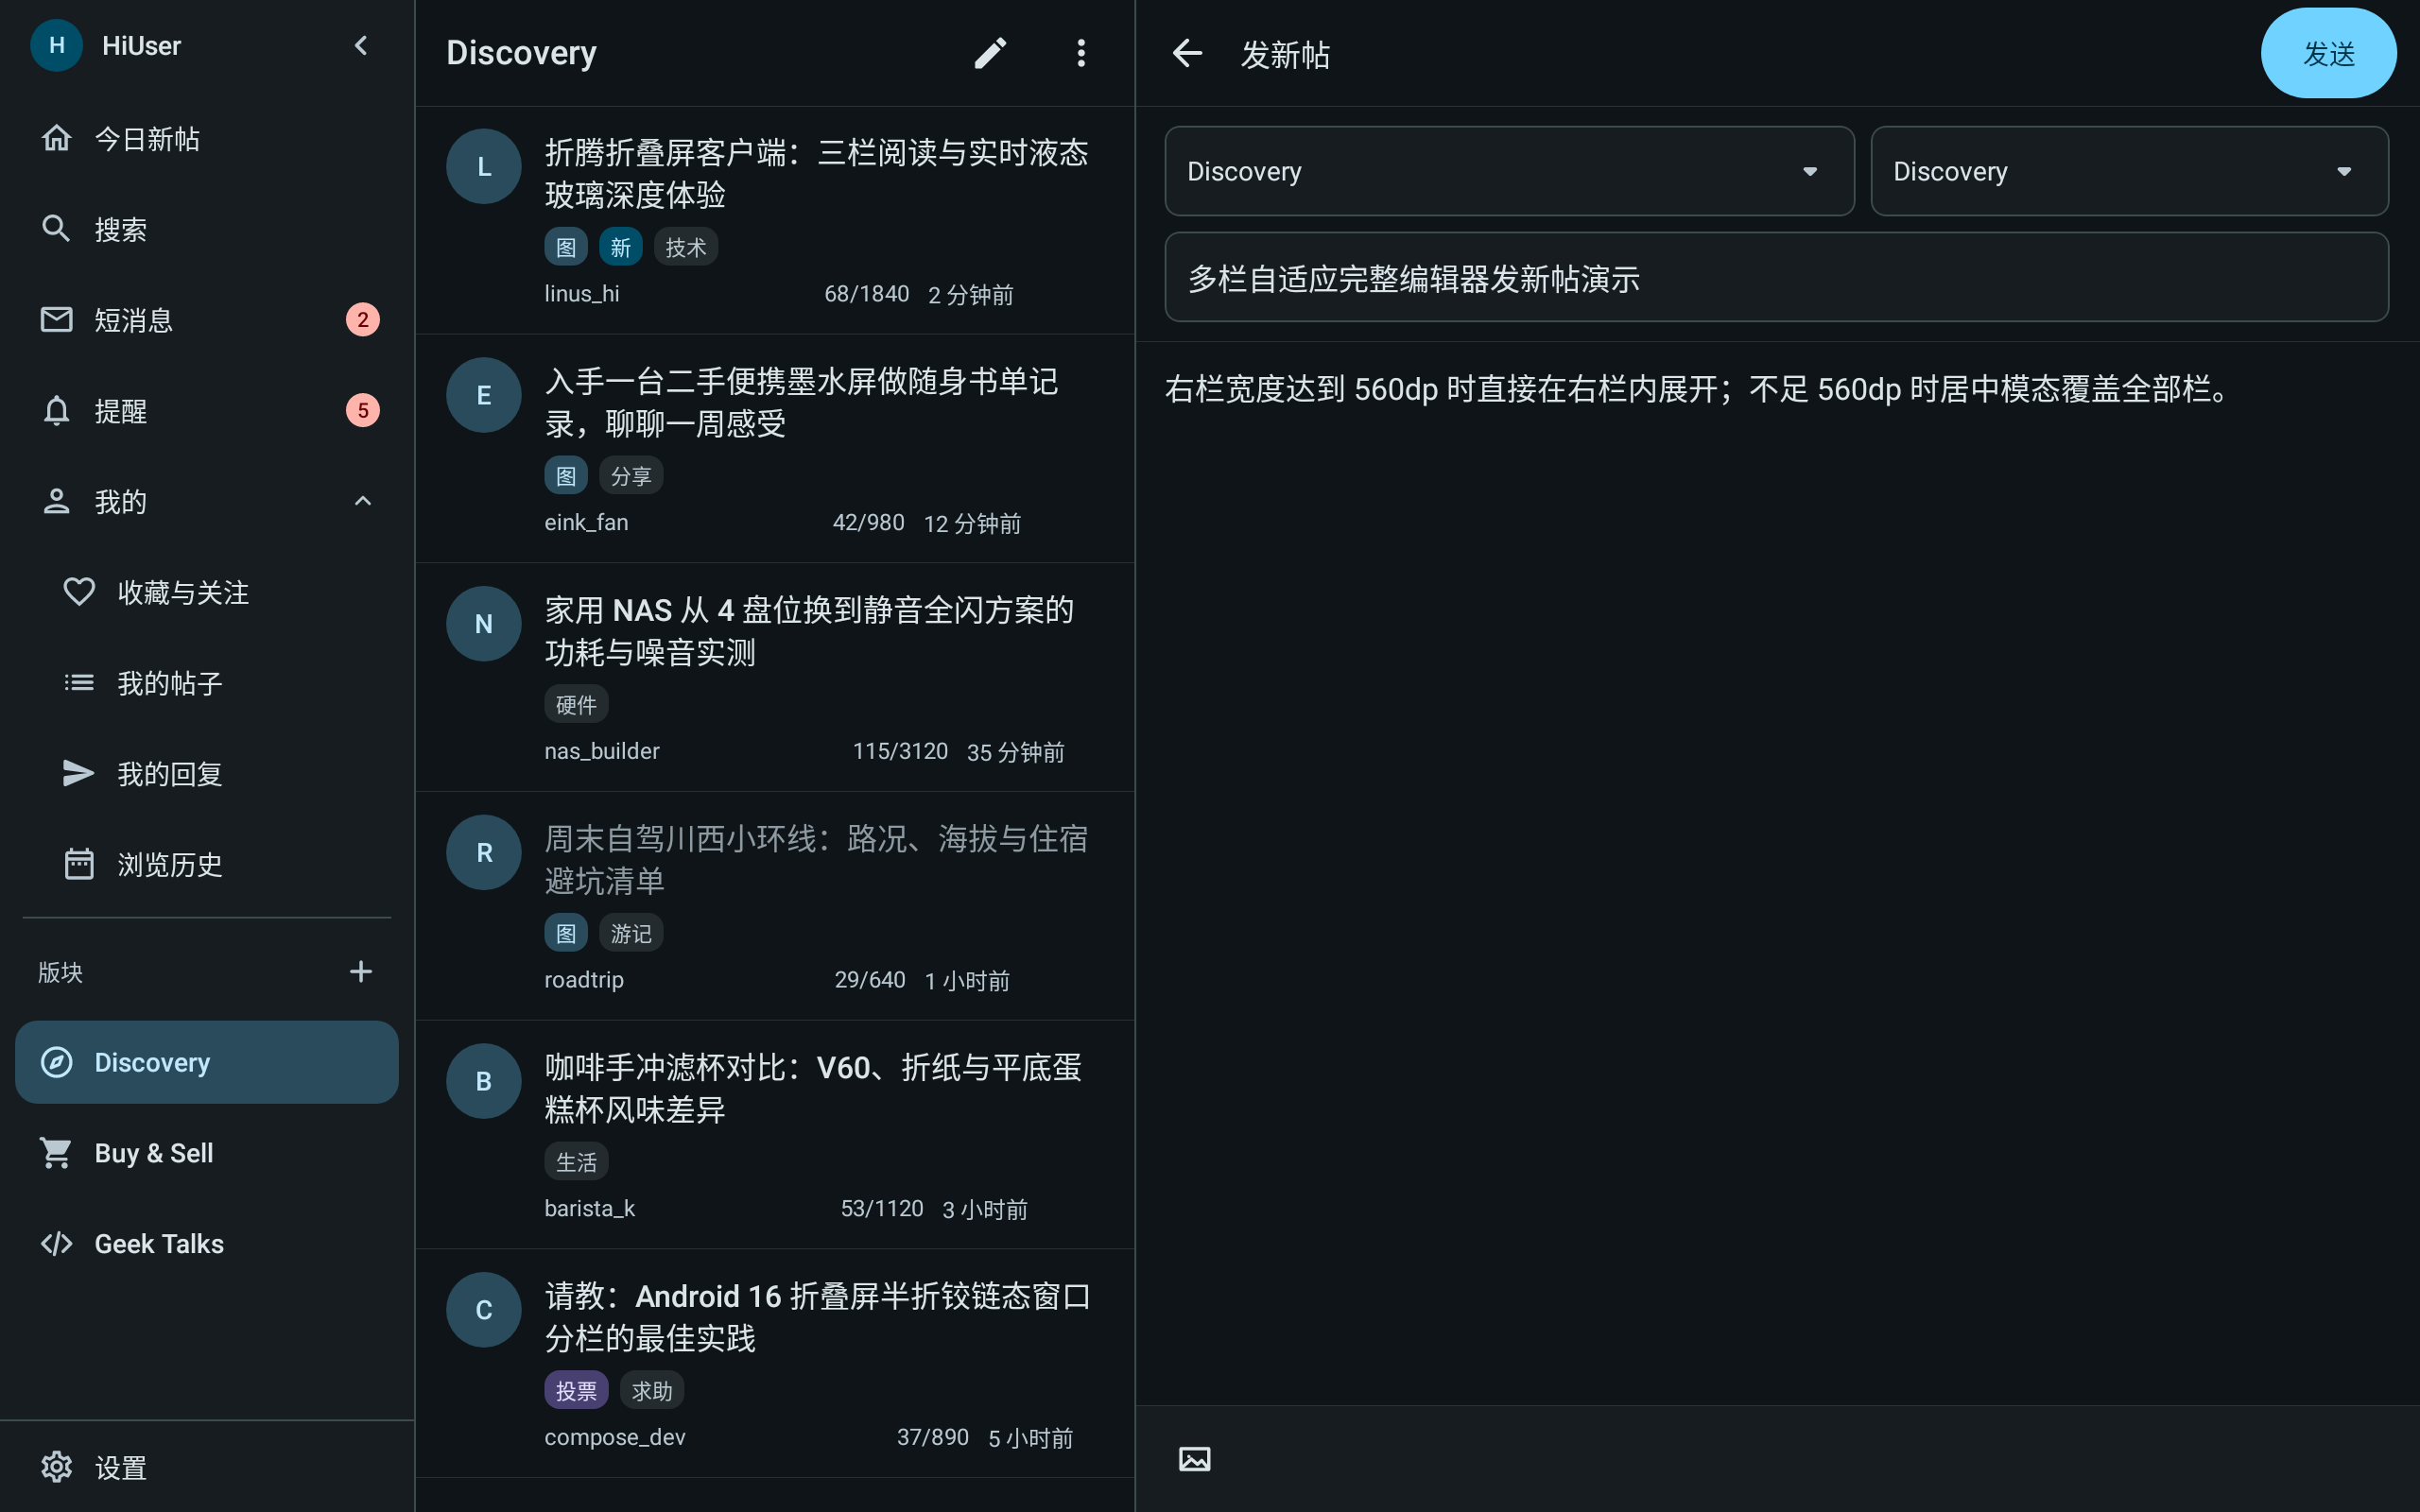 H HiUser
今日新帖
搜索
短消息 2
提醒 5
我的
收藏与关注
我的帖子
我的回复
浏览历史
版块
Discovery
Buy & Sell
Geek Talks
设置
Discovery
L
折腾折叠屏客户端：三栏阅读与实时液态
玻璃深度体验
图 新 技术
linus_hi 68/1840 2 分钟前
E
入手一台二手便携墨水屏做随身书单记
录，聊聊一周感受
图 分享
eink_fan 42/980 12 分钟前
N
家用 NAS 从 4 盘位换到静音全闪方案的
功耗与噪音实测
硬件
nas_builder 115/3120 35 分钟前
R
周末自驾川西小环线：路况、海拔与住宿
避坑清单
图 游记
roadtrip 29/640 1 小时前
B
咖啡手冲滤杯对比：V60、折纸与平底蛋
糕杯风味差异
生活
barista_k 53/1120 3 小时前
C
请教：Android 16 折叠屏半折铰链态窗口
分栏的最佳实践
投票 求助
compose_dev 37/890 5 小时前
发新帖 发送
Discovery Discovery
多栏自适应完整编辑器发新帖演示
右栏宽度达到 560dp 时直接在右栏内展开；不足 560dp 时居中模态覆盖全部栏。